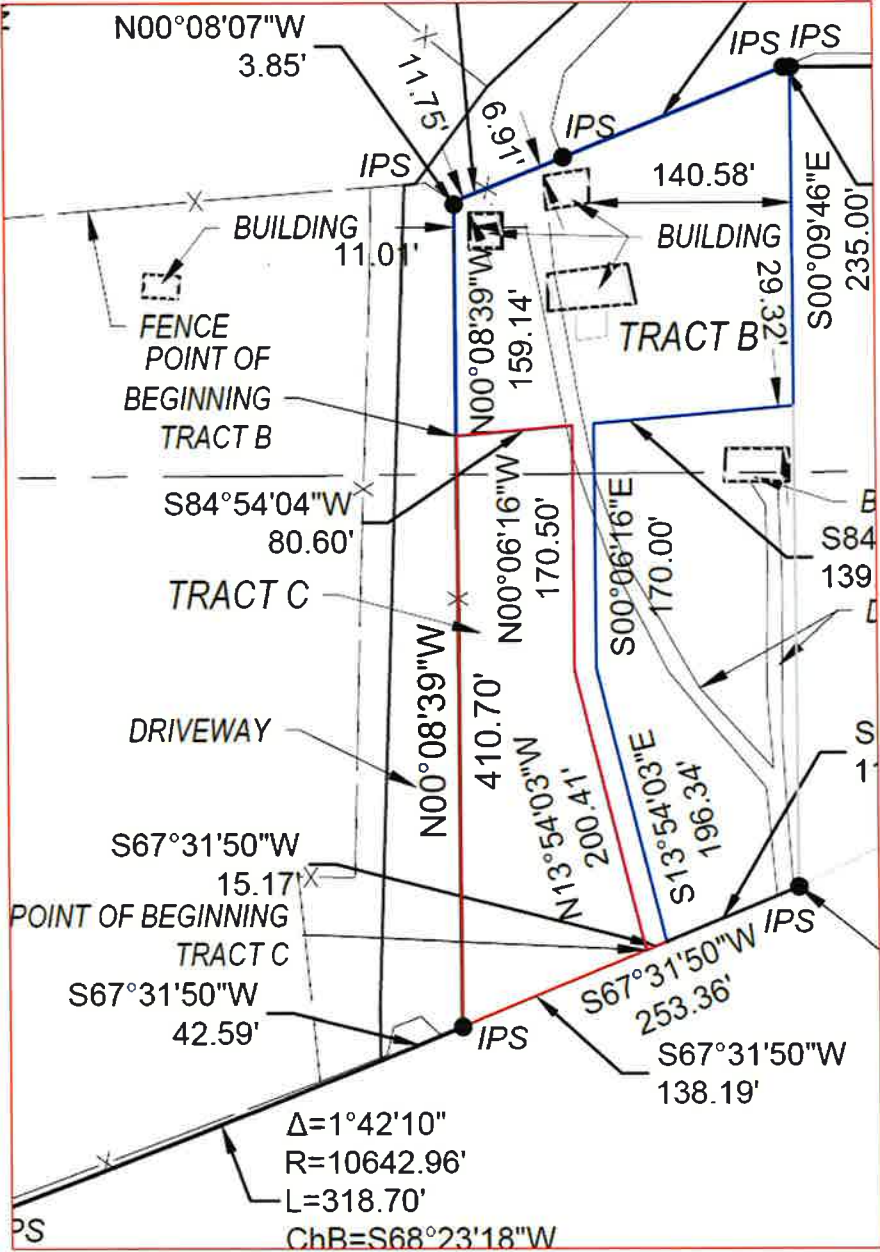 N00°08'07"W
3.85'
11.75'
6.91'
IPS
IPS
IPS IPS
140.58'
BUILDING
11.01'
BUILDING
FENCE
N00°08'39"W
159.14'
TRACT B
29.32'
S00°09'46"E
235.00'
POINT OF
BEGINNING
TRACT B
S84°54'04"W
80.60'
N00°06'16"W
170.50'
S00°06'16"E
170.00'
B
S84
139
TRACT C
D
N00°08'39"W
410.70'
DRIVEWAY
N13°54'03"W
200.41'
S13°54'03"E
196.34'
S
11
S67°31'50"W
15.17'
POINT OF BEGINNING
TRACT C
IPS
S67°31'50"W
253.36'
S67°31'50"W
42.59'
IPS
S67°31'50"W
138.19'
Δ=1°42'10"
R=10642.96'
L=318.70'
ChB=S68°23'18"W
PS